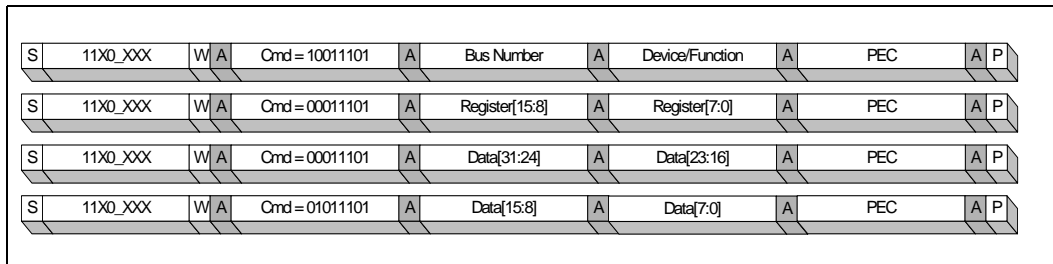 S 11X0_XXX W A Cmd = 10011101 A Bus Number A Device/Function A PEC A P
S 11X0_XXX W A Cmd = 00011101 A Register[15:8] A Register[7:0] A PEC A P
S 11X0_XXX W A Cmd = 00011101 A Data[31:24] A Data[23:16] A PEC A P
S 11X0_XXX W A Cmd = 01011101 A Data[15:8] A Data[7:0] A PEC A P